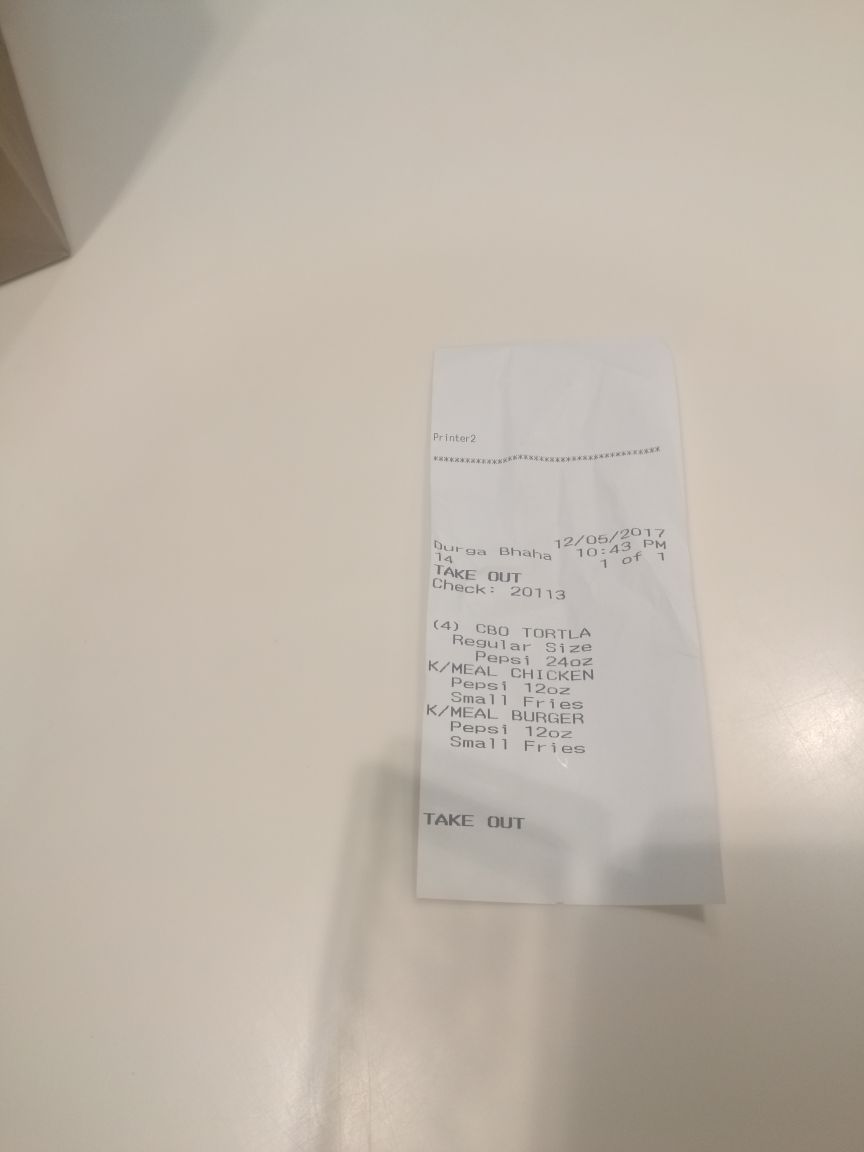 Printer2
*******************************************
12/05/2017
Durga Bhaha 10:43 PM
14 1 of 1
TAKE OUT
Check: 20113
(4) CBO TORTLA
Regular Size
Pepsi 24oz
K/MEAL CHICKEN
Pepsi 12oz
Small Fries
K/MEAL BURGER
Pepsi 12oz
Small Fries
TAKE OUT